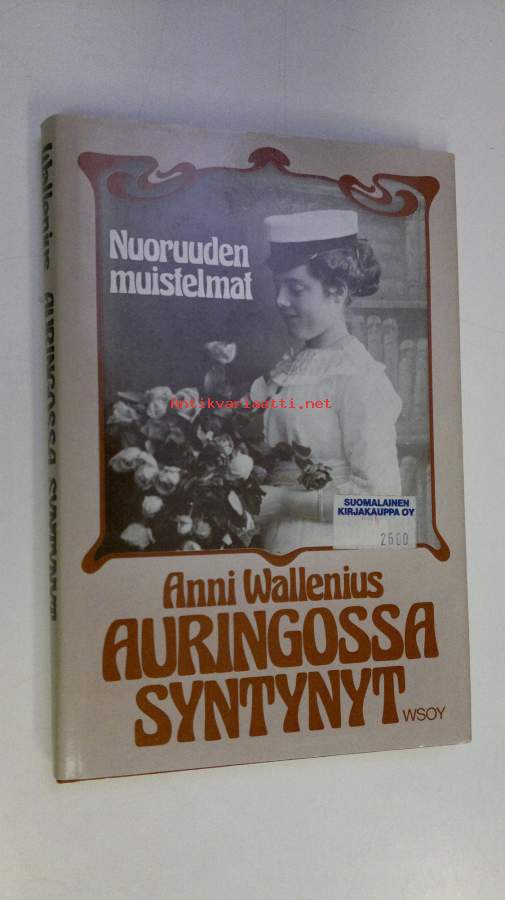 Wallenius AURINGOSSA SYNTYNYT
Nuoruuden
muistelmat
Antikvariaatti.net
SUOMALAINEN
KIRJAKAUPPA OY
2600
Anni Wallenius
AURINGOSSA
SYNTYNYT
WSOY